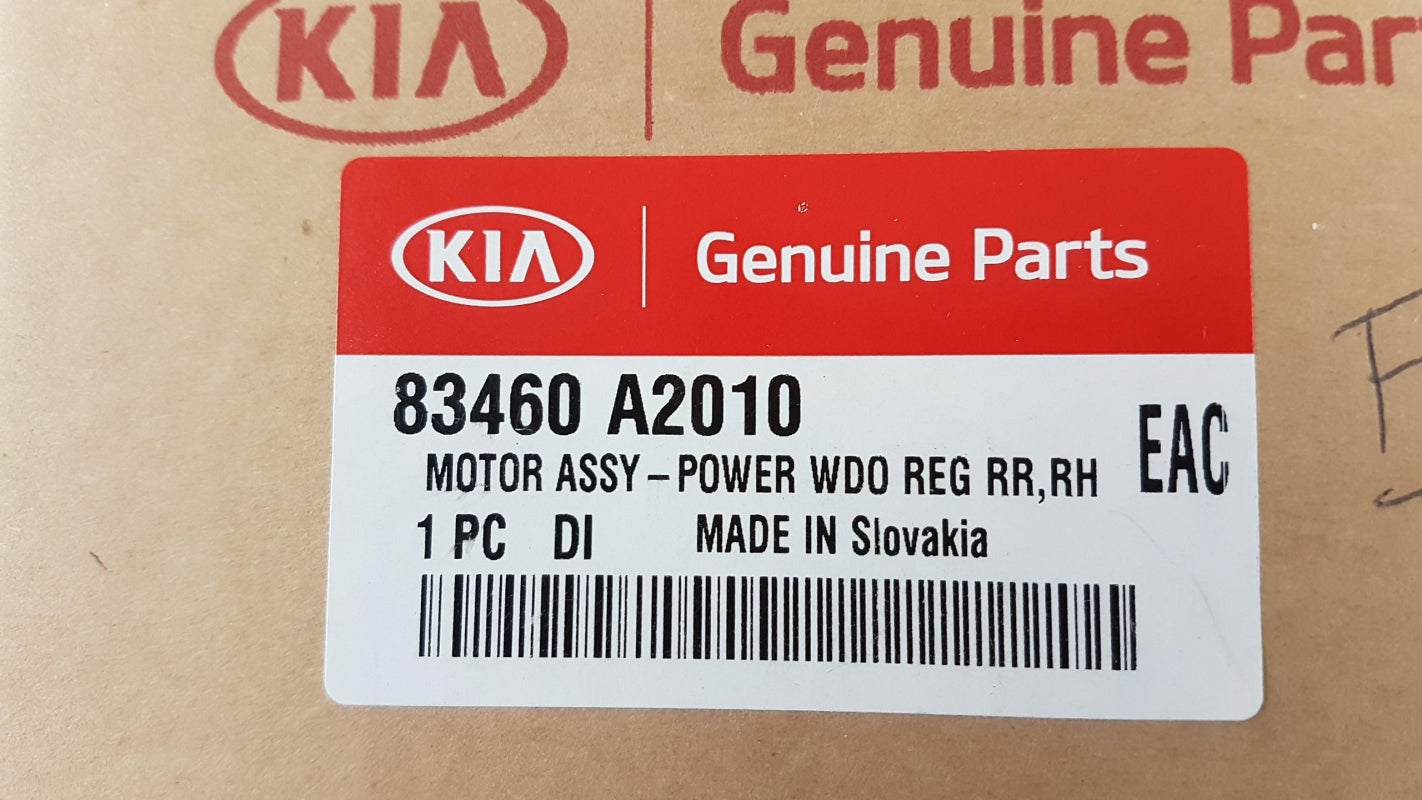 KIA Genuine Par
KIA Genuine Parts
83460 A2010
MOTOR ASSY-POWER WDO REG RR,RH
EAC
1 PC DI MADE IN Slovakia